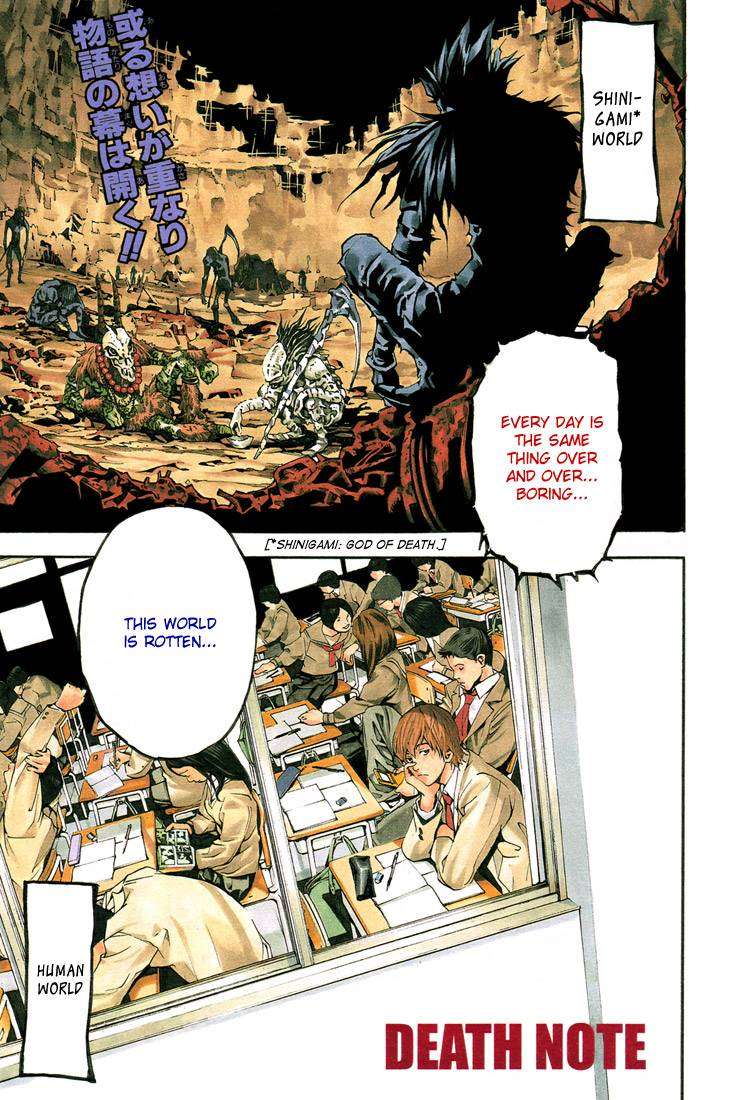 或る想いが重なり
物語の幕は開く!!
SHINI-
GAMI*
WORLD
EVERY DAY IS
THE SAME
THING OVER
AND OVER...
BORING...
[*SHINIGAMI: GOD OF DEATH.]
THIS WORLD
IS ROTTEN...
HUMAN
WORLD
DEATH NOTE